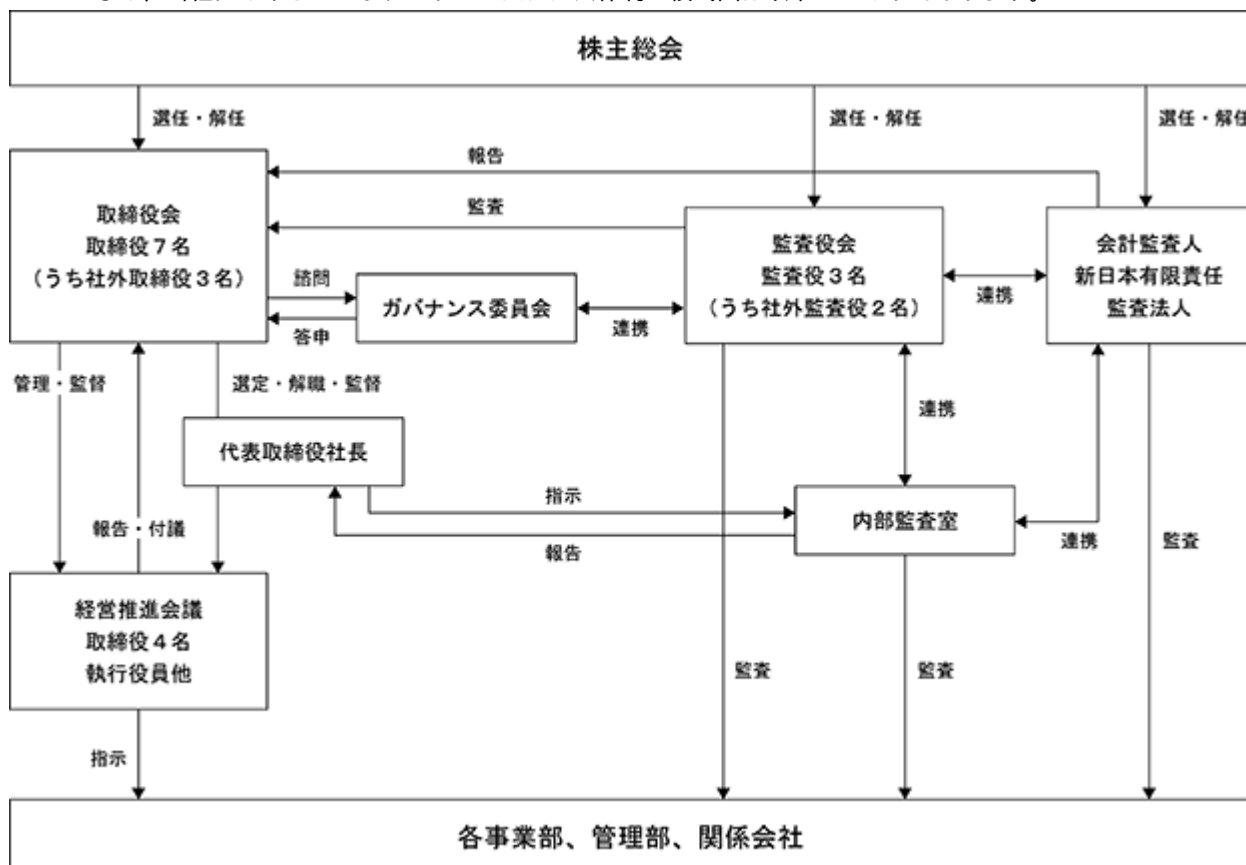 株主総会
選任・解任
選任・解任
選任・解任
報告
取締役会
取締役７名
（うち社外取締役３名）
監査
監査役会
監査役３名
（うち社外監査役２名）
会計監査人
新日本有限責任
監査法人
諮問
答申
ガバナンス委員会
連携
連携
管理・監督
選定・解職・監督
連携
代表取締役社長
指示
報告
内部監査室
連携
監査
報告・付議
経営推進会議
取締役４名
執行役員他
監査
監査
指示
各事業部、管理部、関係会社